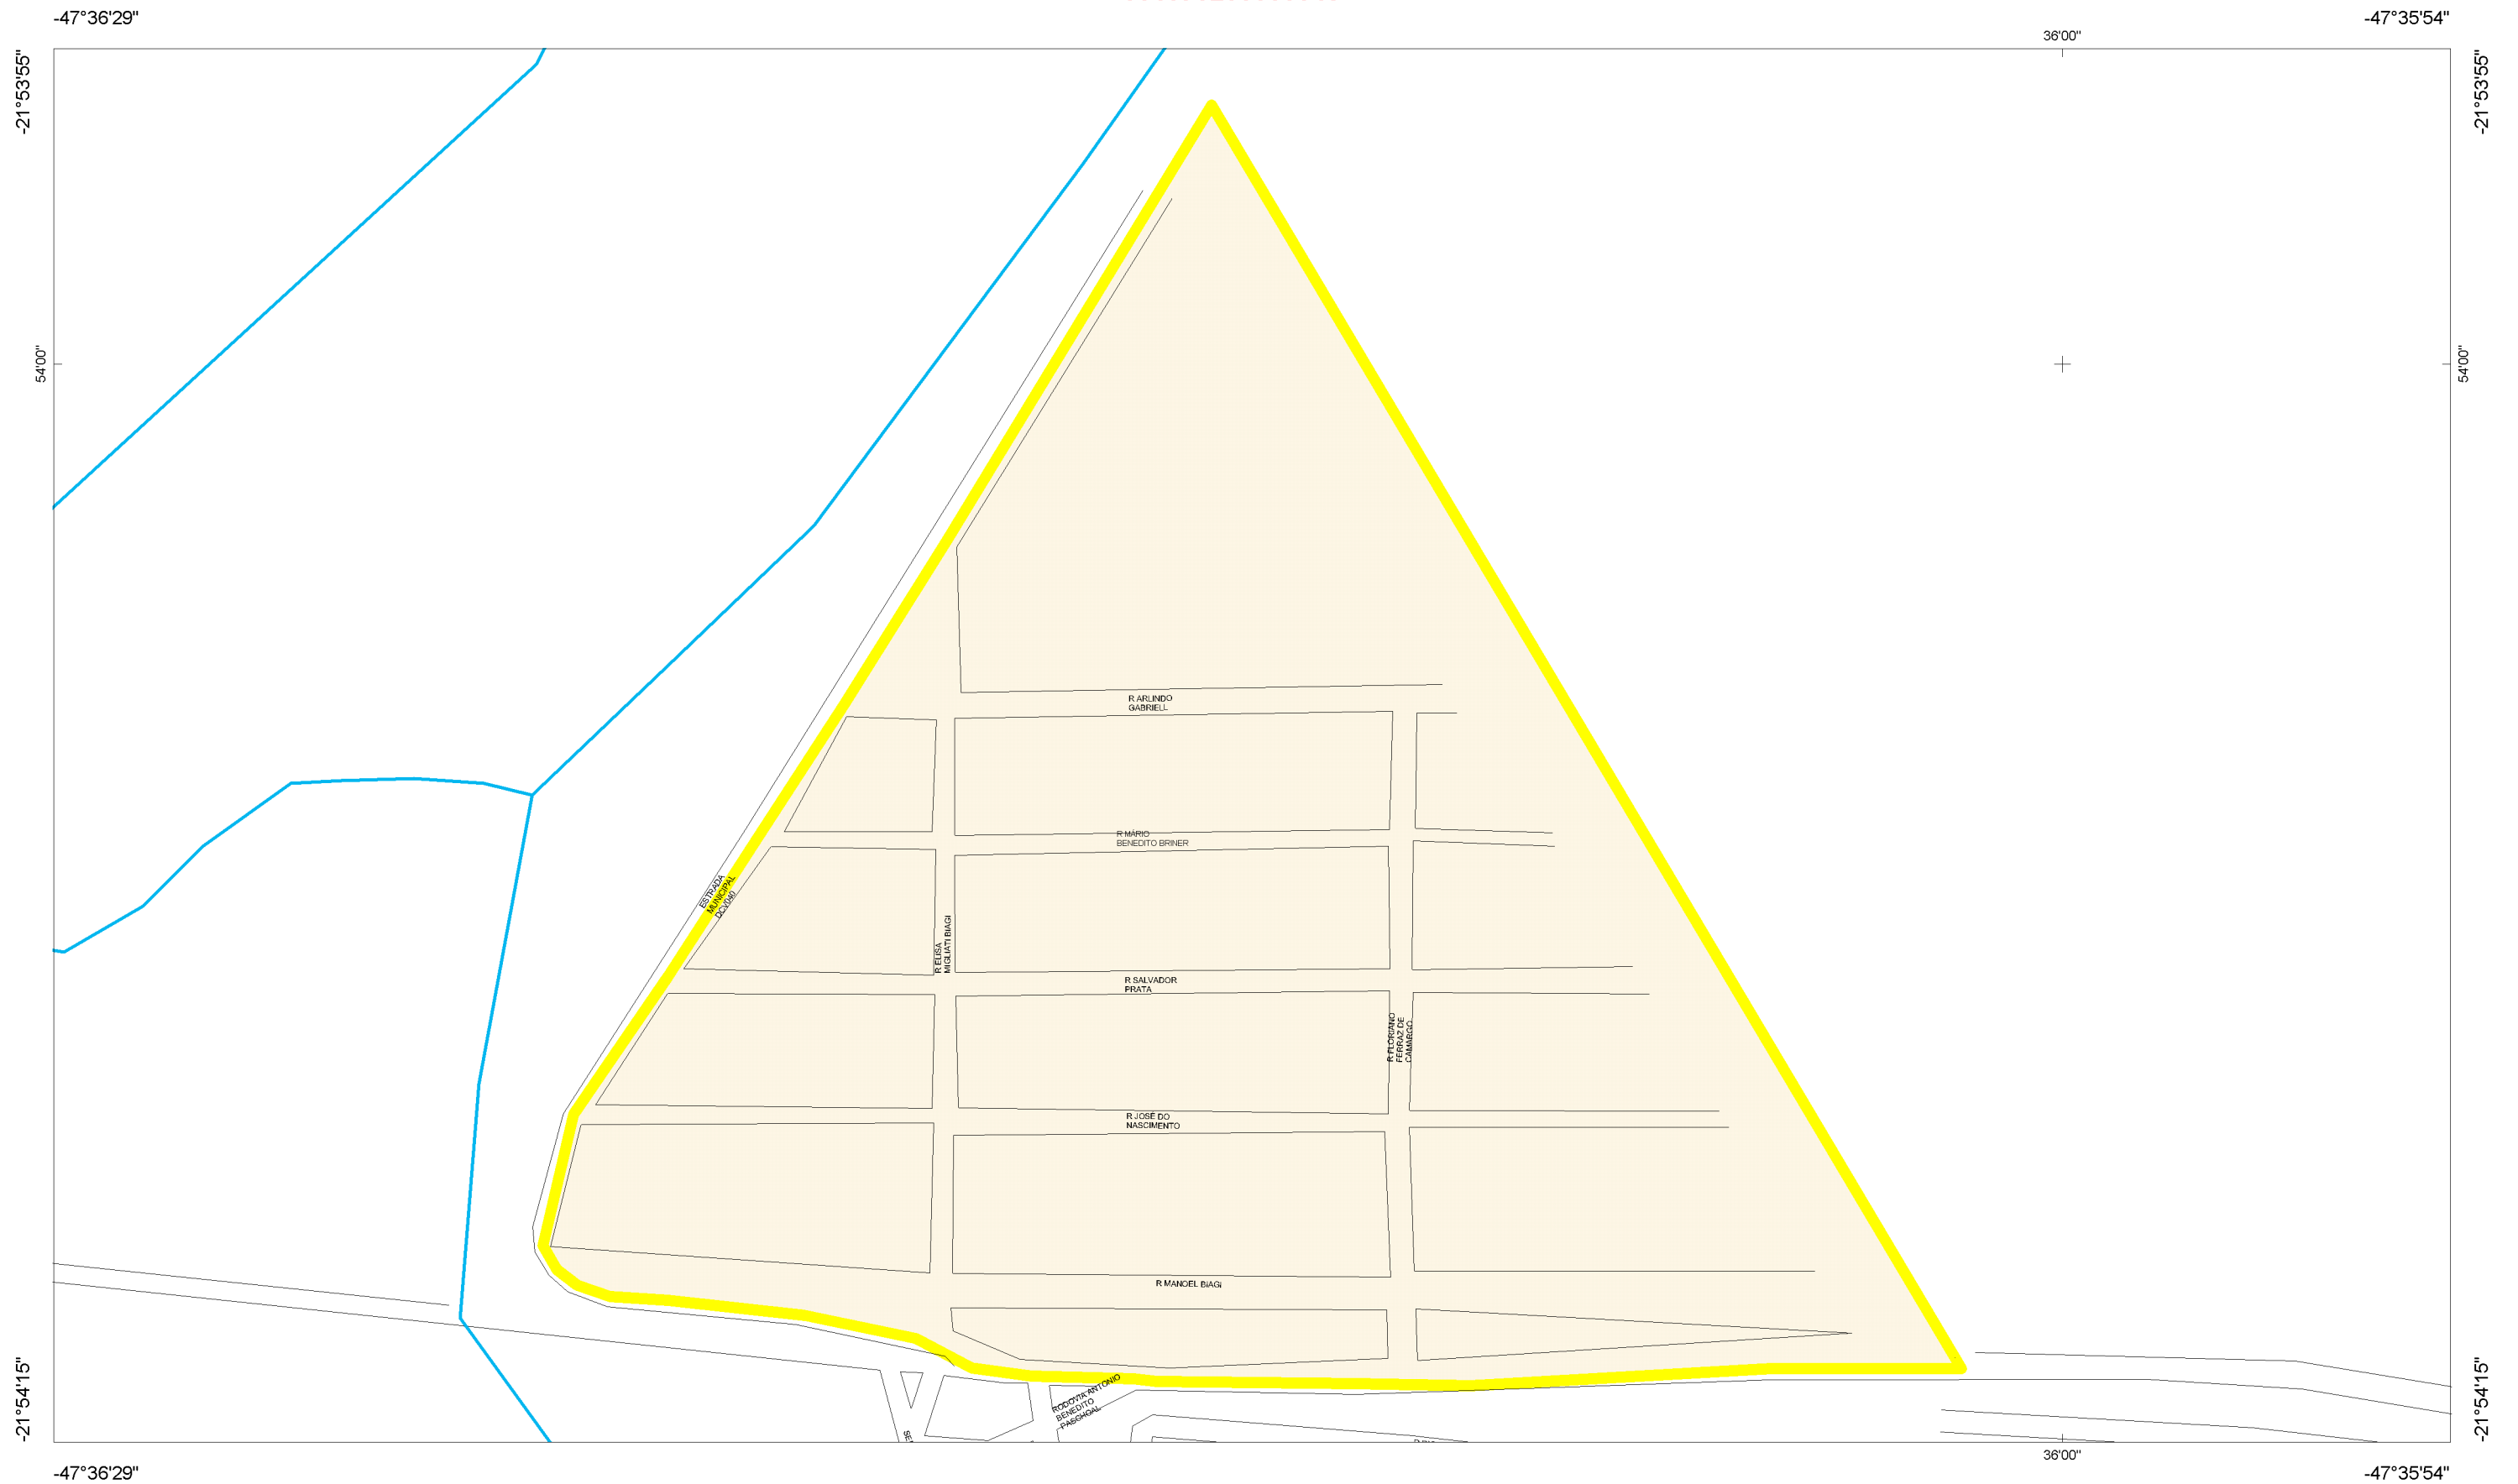 -47°36'29"
-47°35'54"
36'00"
-21°53'55"
-21°53'55"
54'00"
54'00"
R ARLINDO
GABRIELL
R MÁRIO
BENEDITO BRINER
ESTRADA
MUNICIPAL
DCV040
R ELISA
MIGLIATI BIAGI
R SALVADOR
PRATA
R FLORIANO
FERRAZ DE
CAMARGO
R JOSÉ DO
NASCIMENTO
R MANOEL BIAGI
RODOVIA ANTONIO
BENEDITO
PASCHOAL
-21°54'15"
-21°54'15"
36'00"
-47°36'29"
-47°35'54"